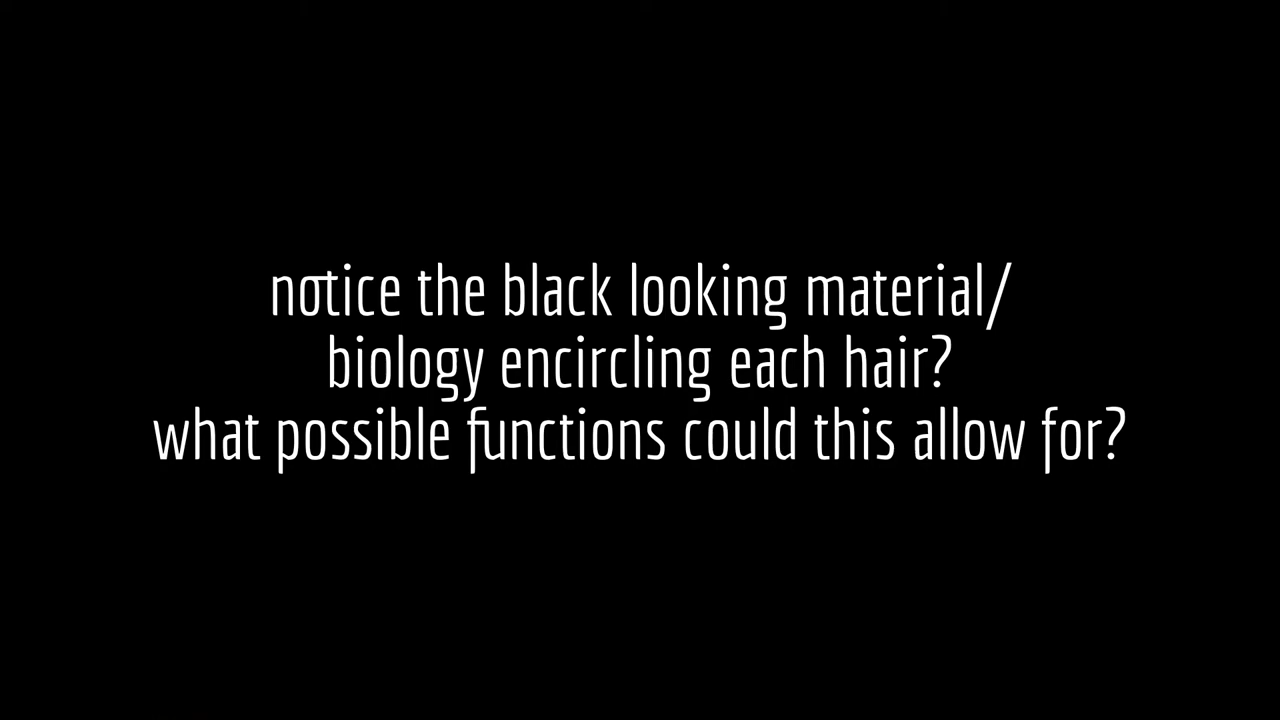 notice the black looking material/
biology encircling each hair?
what possible functions could this allow for?